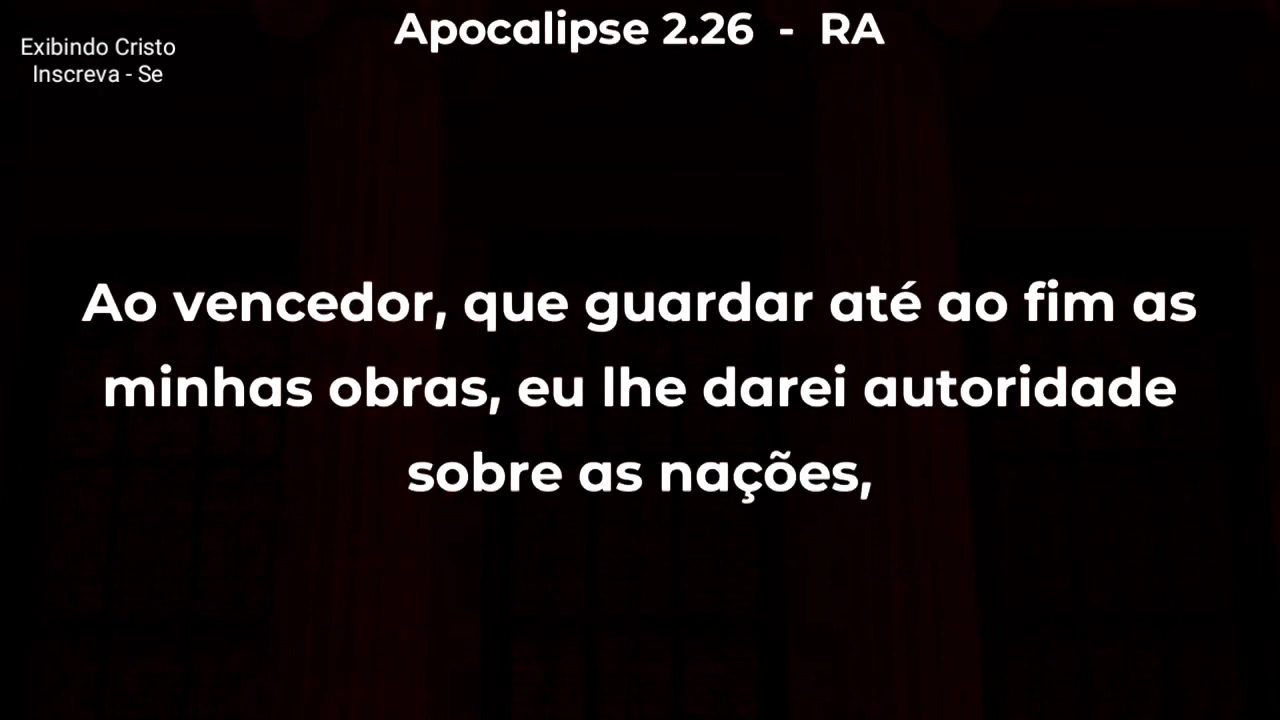 Apocalipse 2.26 - RA
Exibindo Cristo
Inscreva - Se
Ao vencedor, que guardar até ao fim as
minhas obras, eu lhe darei autoridade
sobre as nações,